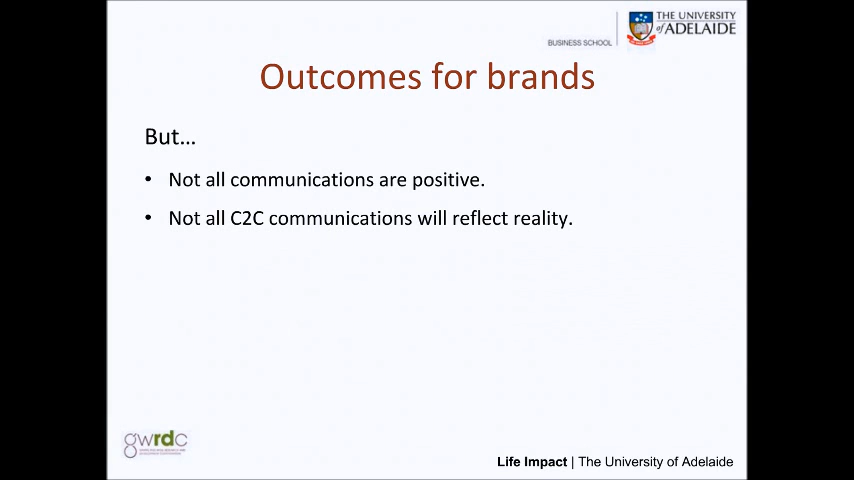 THE UNIVERSITY
of ADELAIDE
BUSINESS SCHOOL
Outcomes for brands
But...
• Not all communications are positive.
• Not all C2C communications will reflect reality.
gwrdc
Life Impact | The University of Adelaide